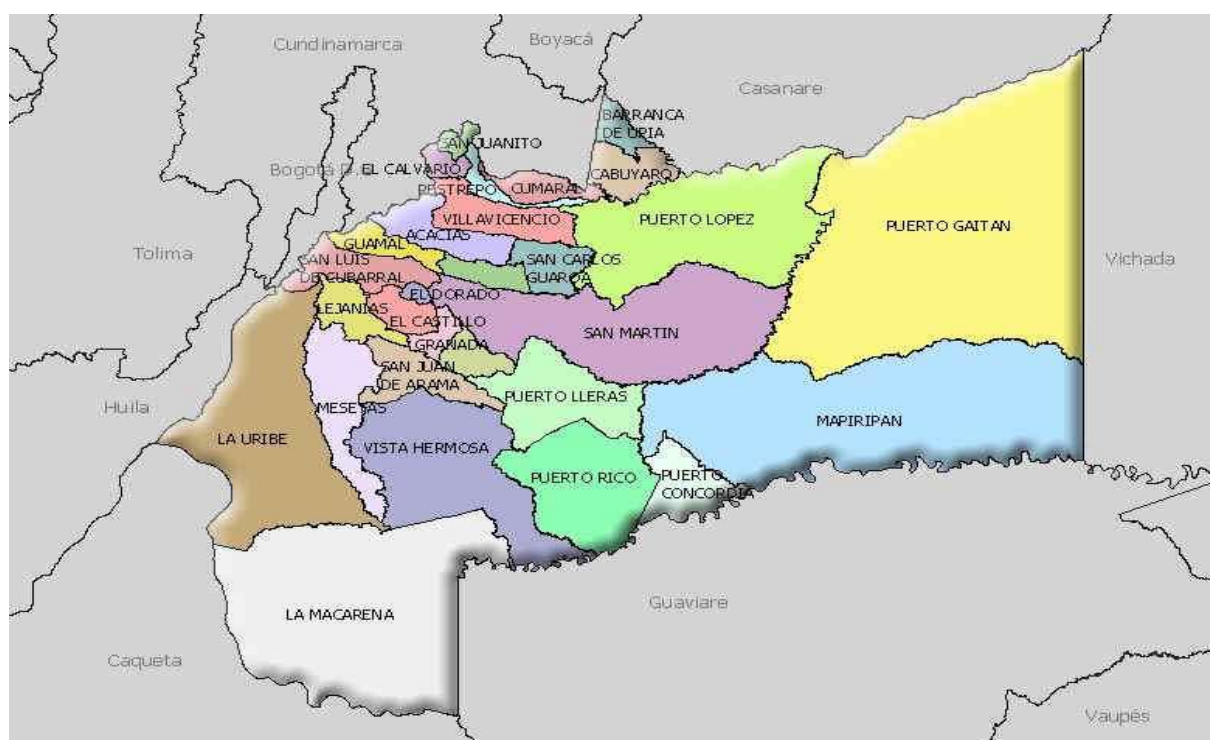 Cundinamarca
Boyacá
Casanare
BARRANCA
DE UPIA
SAN JUANITO
Bogotá D.
EL CALVARIO
CABUYARO
RESTREPO
CUMARAL
VILLAVICENCIO
PUERTO LOPEZ
PUERTO GAITAN
ACACIAS
GUAMAL
Tolima
SAN LUIS
DE CUBARRAL
SAN CARLOS
GUAROA
Vichada
EL DORADO
LEJANIAS
EL CASTILLO
SAN MARTIN
GRANADA
SAN JUAN
DE ARAMA
PUERTO LLERAS
Huila
MESETAS
MAPIRIPAN
LA URIBE
VISTA HERMOSA
PUERTO RICO
PUERTO
CONCORDIA
Guaviare
LA MACARENA
Caqueta
Vaupés